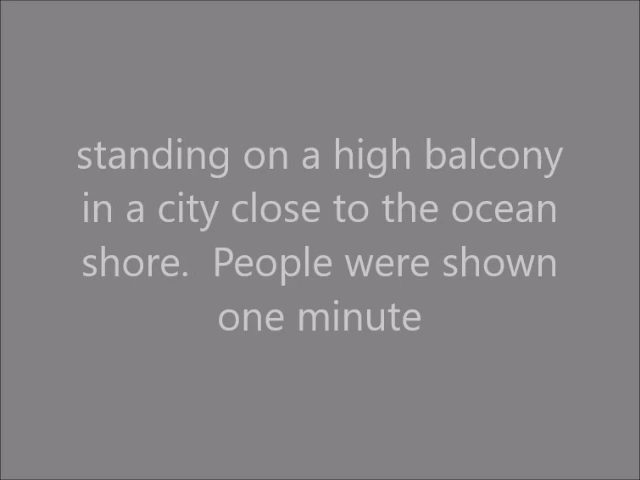 standing on a high balcony
in a city close to the ocean
shore.  People were shown
one minute